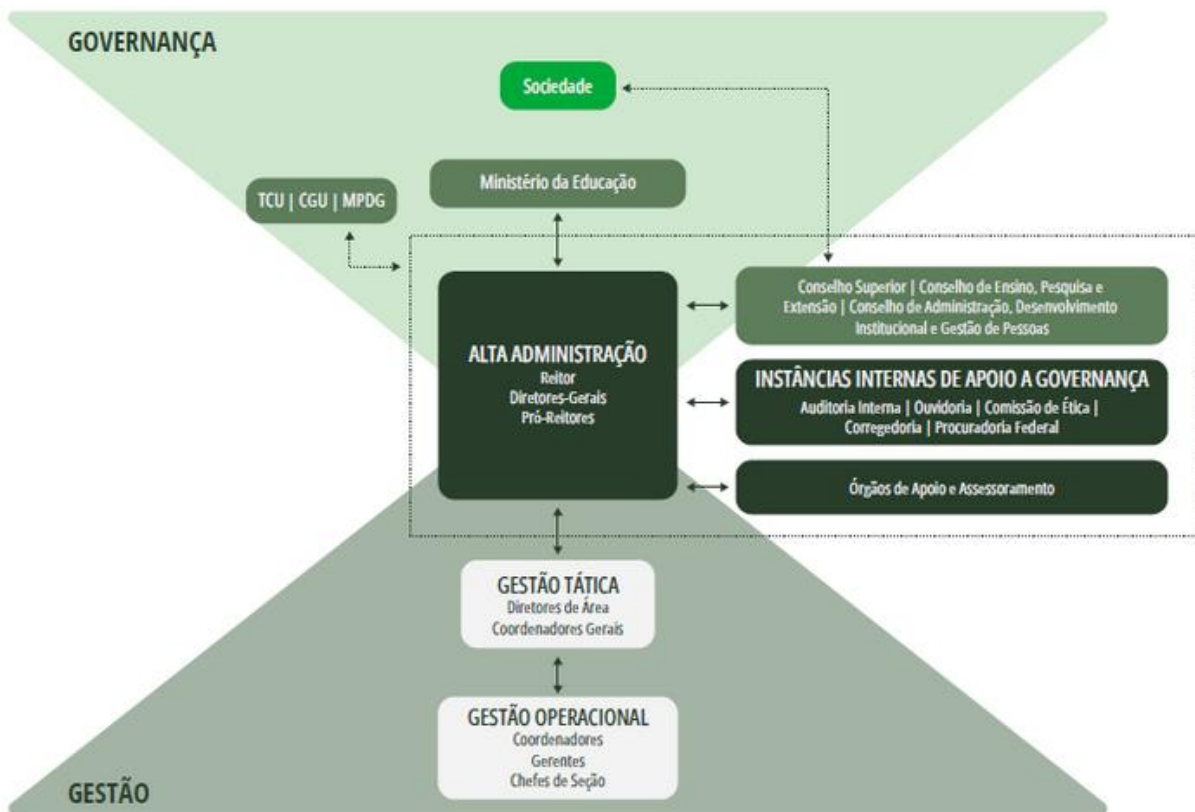 GOVERNANÇA
Sociedade
Ministério da Educação
TCU | CGU | MPDG
Conselho Superior | Conselho de Ensino, Pesquisa e
Extensão | Conselho de Administração, Desenvolvimento
Institucional e Gestão de Pessoas
ALTA ADMINISTRAÇÃO
Reitor
Diretores-Gerais
Pró-Reitores
INSTÂNCIAS INTERNAS DE APOIO A GOVERNANÇA
Auditoria Interna | Ouvidoria | Comissão de Ética |
Corregedoria | Procuradoria Federal
Órgãos de Apoio e Assessoramento
GESTÃO TÁTICA
Diretores de Área
Coordenadores Gerais
GESTÃO OPERACIONAL
Coordenadores
Gerentes
Chefes de Seção
GESTÃO